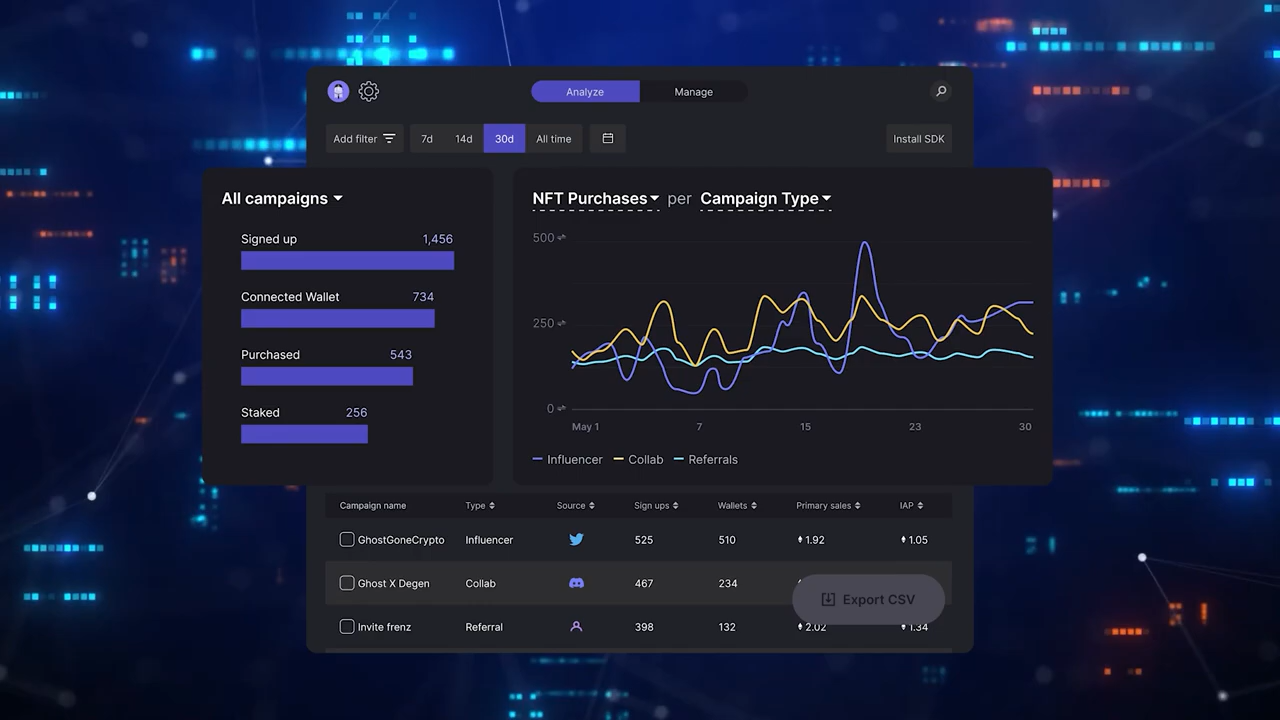 Analyze Manage
Add filter 7d 14d 30d All time Install SDK
All campaigns
Signed up 1,456
Connected Wallet 734
Purchased 543
Staked 256
NFT Purchases per Campaign Type
500
250
0
May 1 7 15 23 30
Influencer Collab Referrals
Campaign name Type Source Sign ups Wallets Primary sales IAP
GhostGoneCrypto Influencer 525 510 1.92 1.05
Ghost X Degen Collab 467 234
Export CSV
Invite frenz Referral 398 132 2.02 1.34